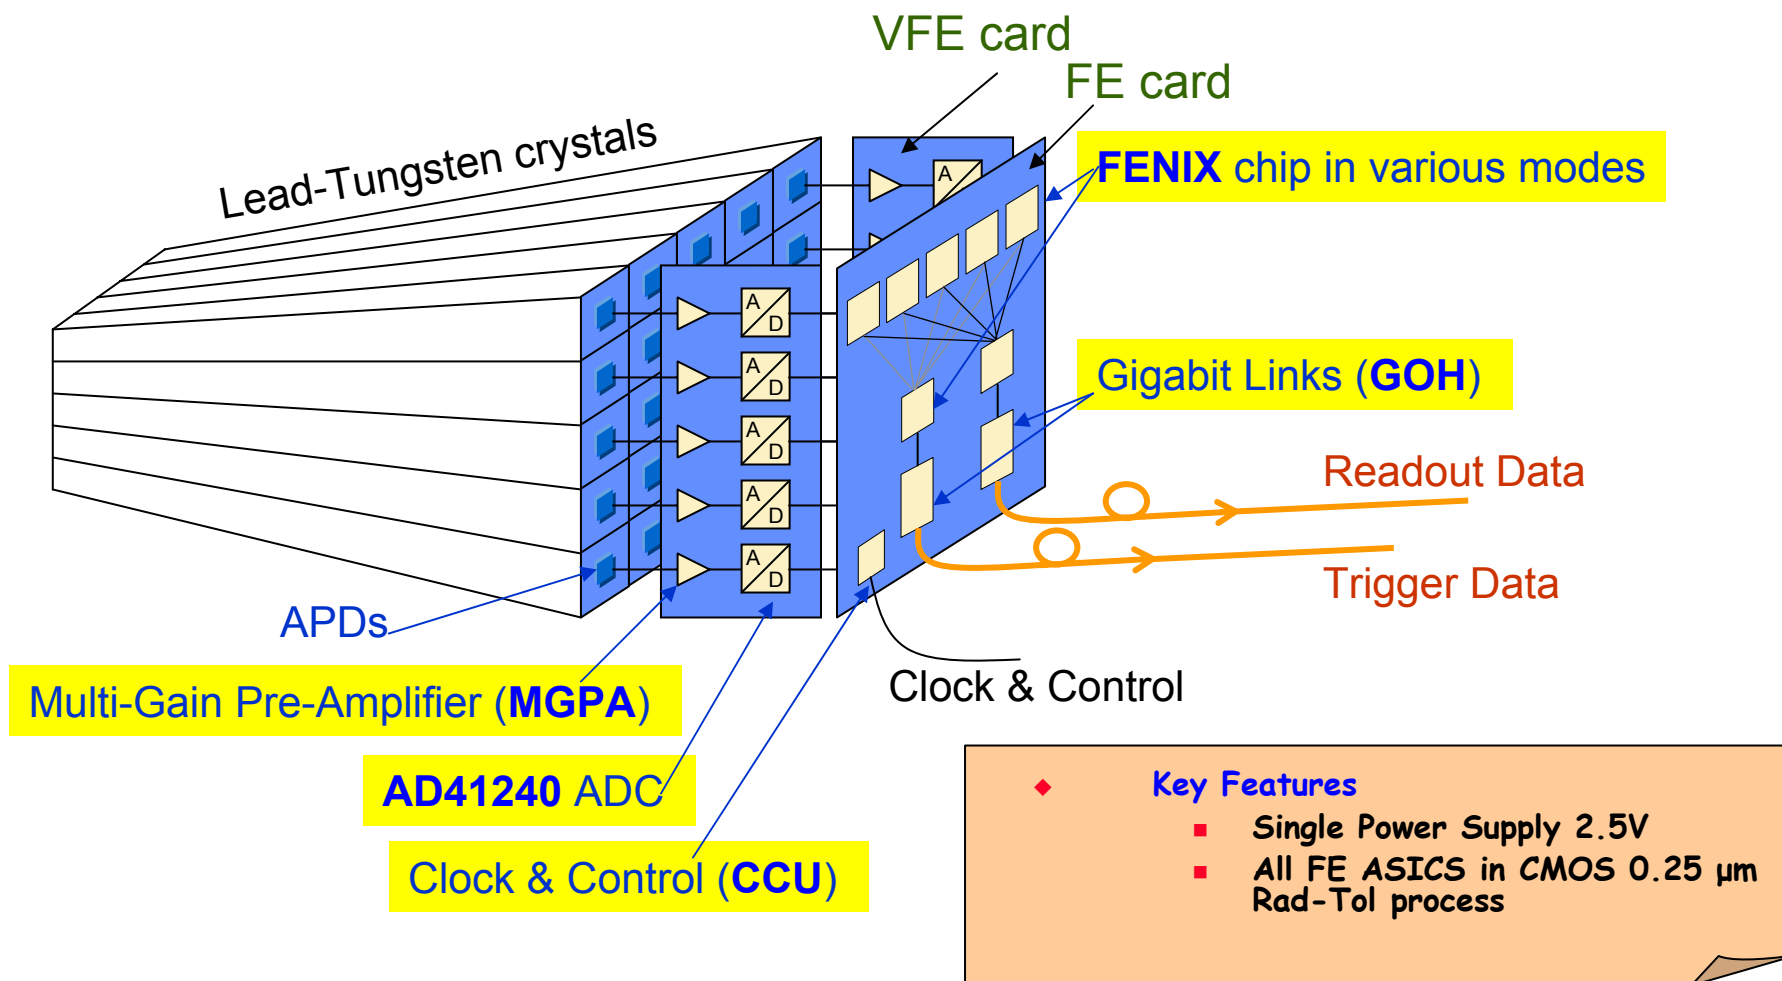 VFE card
FE card
Lead-Tungsten crystals
FENIX chip in various modes
A
D
A
Gigabit Links (GOH)
A
D
A
D
A
D
A
D
Readout Data
Trigger Data
APDs
Clock & Control
Multi-Gain Pre-Amplifier (MGPA)
AD41240 ADC
Clock & Control (CCU)
Key Features
Single Power Supply 2.5V
All FE ASICS in CMOS 0.25 µm
Rad-Tol process